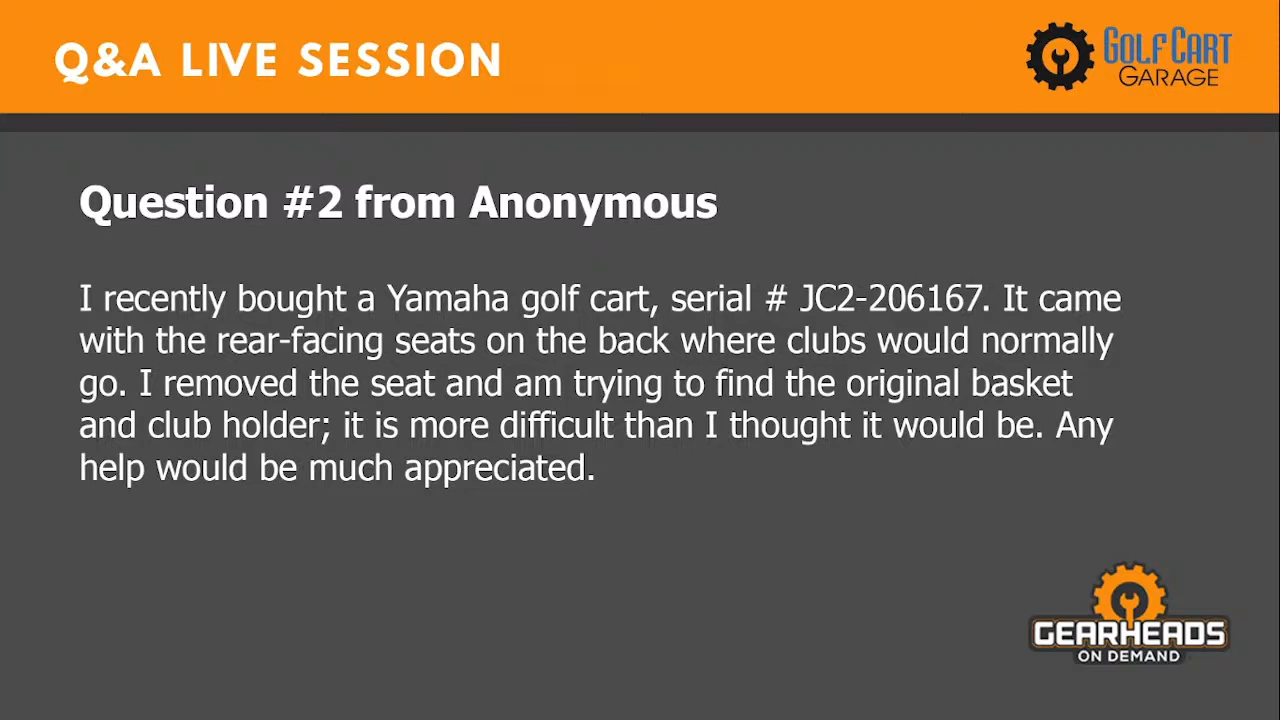 Q&A LIVE SESSION
GOLF CART
GARAGE
Question #2 from Anonymous
I recently bought a Yamaha golf cart, serial # JC2-206167. It came
with the rear-facing seats on the back where clubs would normally
go. I removed the seat and am trying to find the original basket
and club holder; it is more difficult than I thought it would be. Any
help would be much appreciated.
GEARHEADS
ON DEMAND